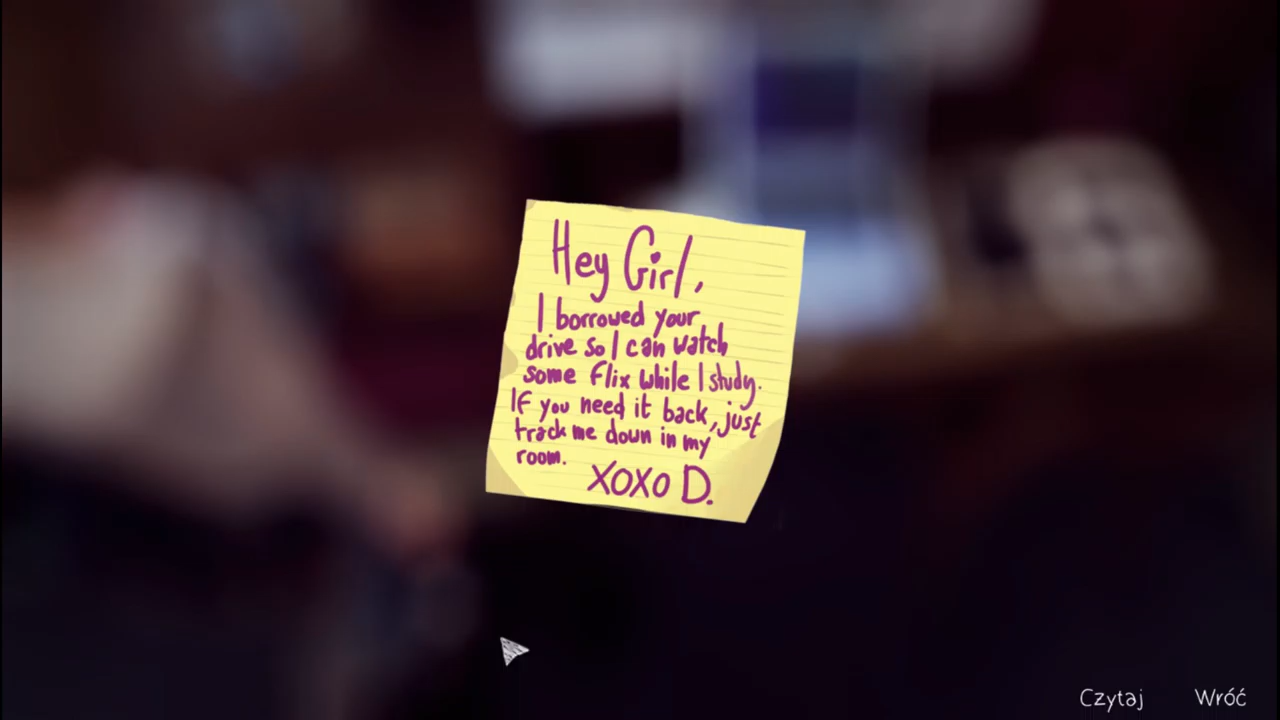 Hey Girl,
I borrowed your
drive so I can watch
some Flix while I study.
If you need it back, just
track me down in my
room.
XOXO D.
Czytaj
Wróć